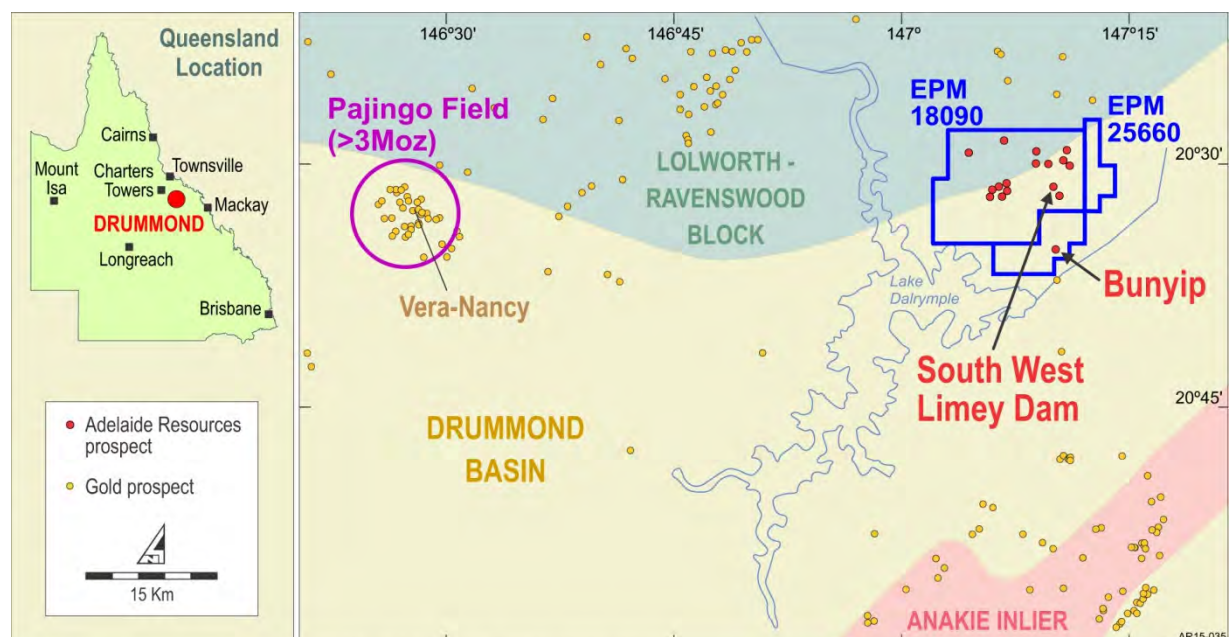 Queensland
Location
Cairns
Mount
Isa
Charters
Towers
Townsville
DRUMMOND
Mackay
Longreach
Brisbane
Adelaide Resources
prospect
Gold prospect
N
15 Km
146°30'
146°45'
147°
147°15'
Pajingo Field
(>3Moz)
EPM
18090
EPM
25660
20°30'
LOLWORTH -
RAVENSWOOD
BLOCK
Vera-Nancy
Lake
Dalrymple
Bunyip
South West
Limey Dam
20°45'
DRUMMOND
BASIN
ANAKIE INLIER
AR15-035